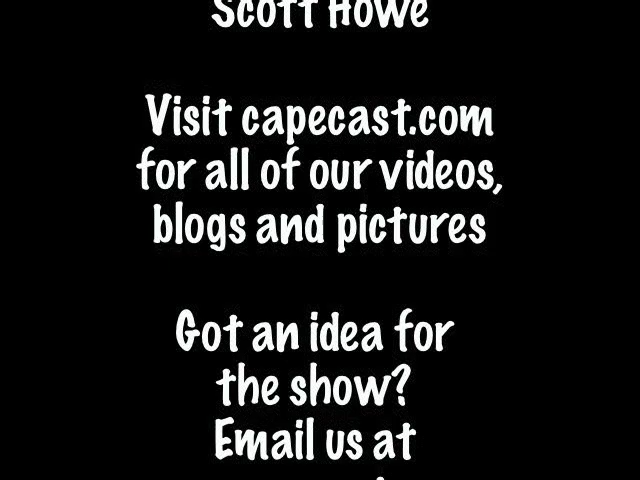 Scott Howe
Visit capecast.com
for all of our videos,
blogs and pictures
Got an idea for
the show?
Email us at